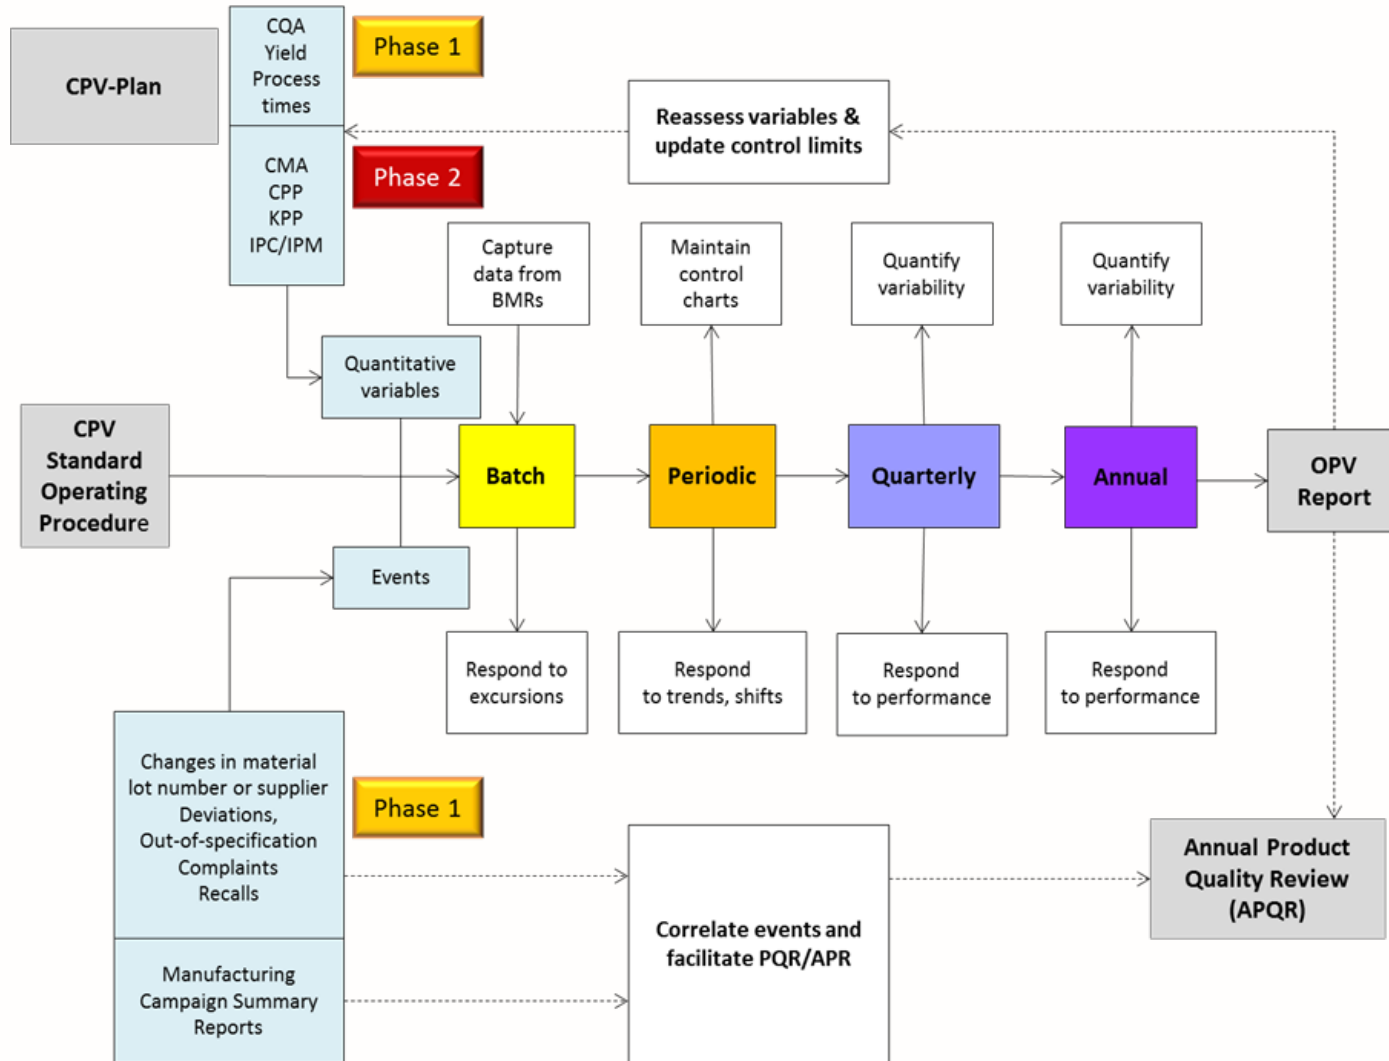 CPV-Plan
CQA
Yield
Process
times
Phase 1
CMA
CPP
KPP
IPC/IPM
Phase 2
Reassess variables &
update control limits
Capture
data from
BMRs
Maintain
control
charts
Quantify
variability
Quantify
variability
Quantitative
variables
CPV
Standard
Operating
Procedure
Batch
Periodic
Quarterly
Annual
OPV
Report
Events
Respond to
excursions
Respond
to trends, shifts
Respond
to performance
Respond
to performance
Changes in material
lot number or supplier
Deviations,
Out-of-specification
Complaints
Recalls
Phase 1
Manufacturing
Campaign Summary
Reports
Correlate events and
facilitate PQR/APR
Annual Product
Quality Review
(APQR)